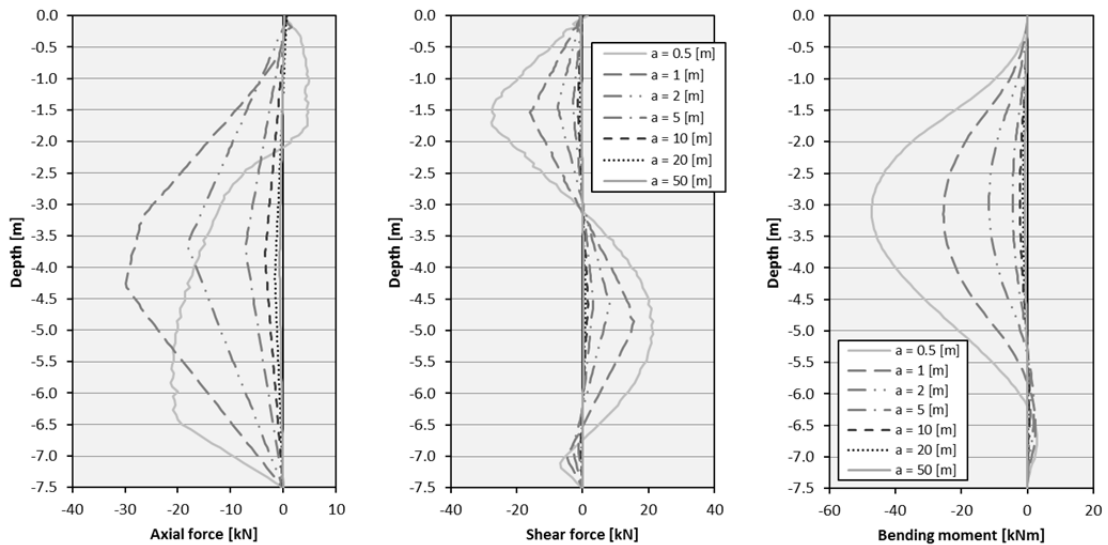 0.0
-0.5
-1.0
-1.5
-2.0
-2.5
-3.0
-3.5
-4.0
-4.5
-5.0
-5.5
-6.0
-6.5
-7.0
-7.5
Depth [m]
-40 -30 -20 -10 0 10
Axial force [kN]
0.0
-0.5
-1.0
-1.5
-2.0
-2.5
-3.0
-3.5
-4.0
-4.5
-5.0
-5.5
-6.0
-6.5
-7.0
-7.5
Depth [m]
a = 0.5 [m]
a = 1 [m]
a = 2 [m]
a = 5 [m]
a = 10 [m]
a = 20 [m]
a = 50 [m]
-40 -20 0 20 40
Shear force [kN]
0.0
-0.5
-1.0
-1.5
-2.0
-2.5
-3.0
-3.5
-4.0
-4.5
-5.0
-5.5
-6.0
-6.5
-7.0
-7.5
Depth [m]
a = 0.5 [m]
a = 1 [m]
a = 2 [m]
a = 5 [m]
a = 10 [m]
a = 20 [m]
a = 50 [m]
-60 -40 -20 0 20
Bending moment [kNm]